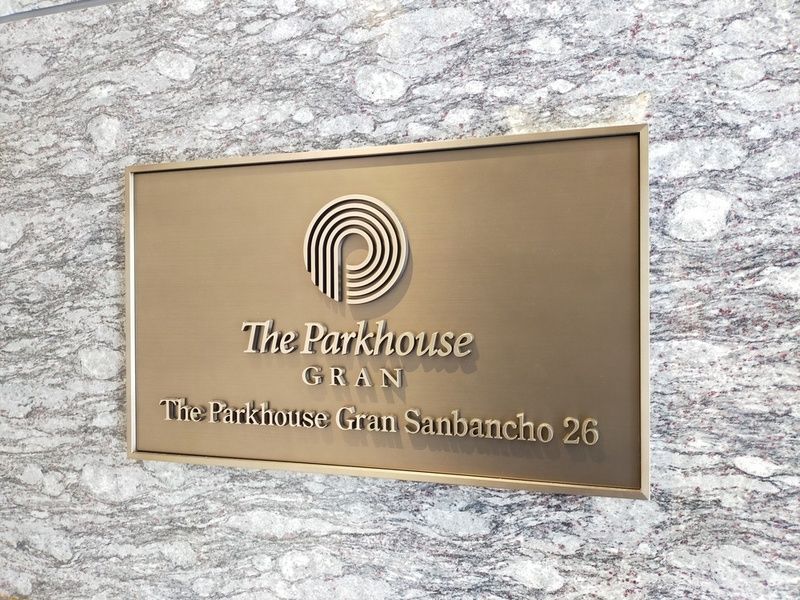 The Parkhouse
GRAN
The Parkhouse Gran Sanbancho 26